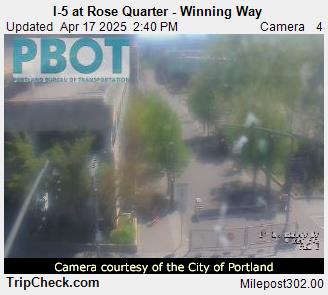 I-5 at Rose Quarter - Winning Way
Updated Apr 17 2025 2:40 PM Camera 4
PBOT
PORTLAND BUREAU OF TRANSPORTATION
Camera courtesy of the City of Portland
TripCheck.com Milepost302.00